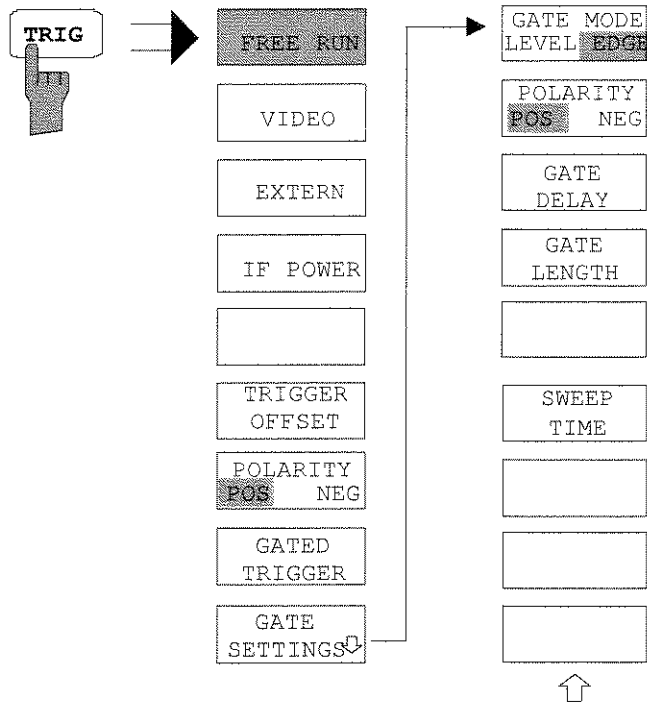 TRIG
FREE RUN
VIDEO
EXTERN
IF POWER
TRIGGER
OFFSET
POLARITY
POS NEG
GATED
TRIGGER
GATE
SETTINGS
GATE MODE
LEVEL EDGE
POLARITY
POS NEG
GATE
DELAY
GATE
LENGTH
SWEEP
TIME